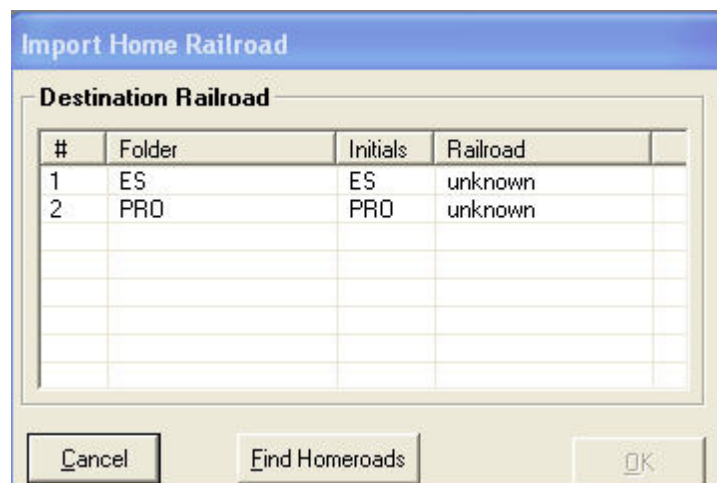 Import Home Railroad
Destination Railroad
# Folder Initials Railroad
1 ES ES unknown
2 PRO PRO unknown
Cancel Find Homeroads OK